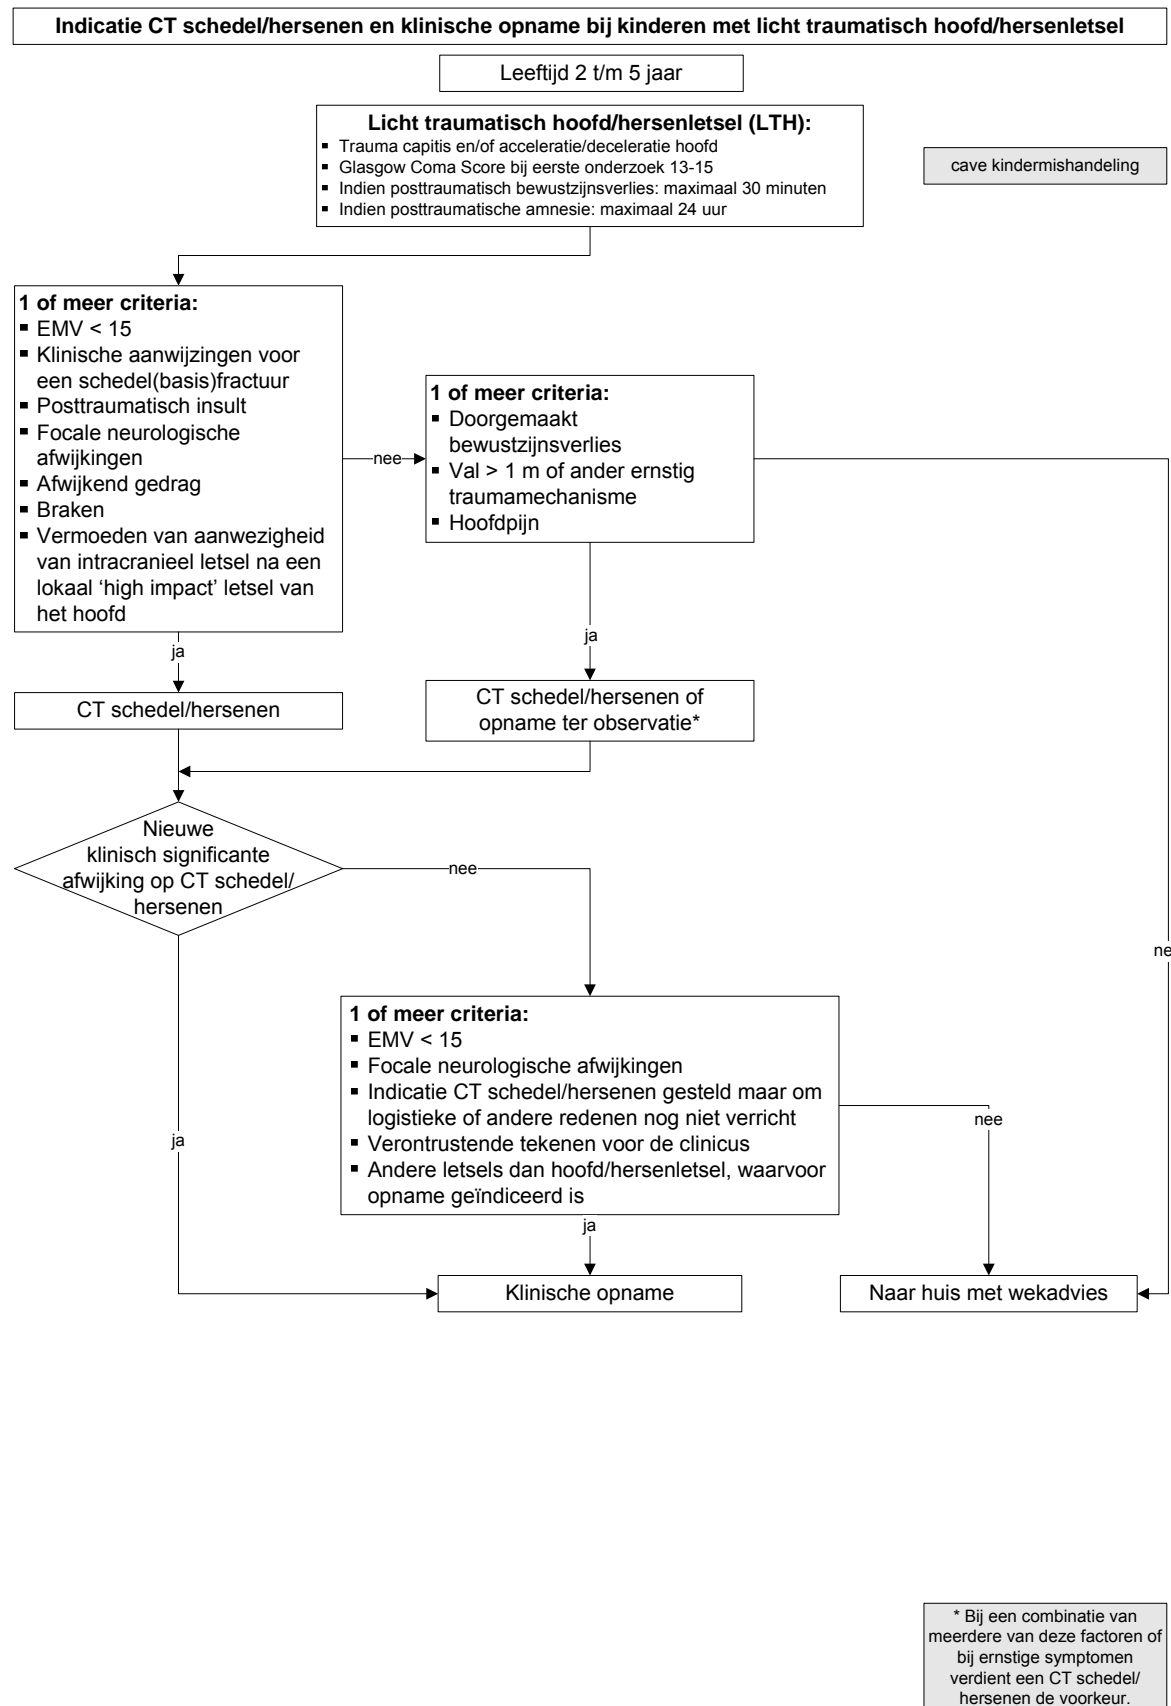 Indicatie CT schedel/hersenen en klinische opname bij kinderen met licht traumatisch hoofd/hersenletsel
Leeftijd 2 t/m 5 jaar
Licht traumatisch hoofd/hersenletsel (LTH):
▪ Trauma capitis en/of acceleratie/deceleratie hoofd
▪ Glasgow Coma Score bij eerste onderzoek 13-15
▪ Indien posttraumatisch bewustzijnsverlies: maximaal 30 minuten
▪ Indien posttraumatische amnesie: maximaal 24 uur
cave kindermishandeling
1 of meer criteria:
▪ EMV < 15
▪ Klinische aanwijzingen voor
een schedel(basis)fractuur
▪ Posttraumatisch insult
▪ Focale neurologische
afwijkingen
▪ Afwijkend gedrag
▪ Braken
▪ Vermoeden van aanwezigheid
van intracranieel letsel na een
lokaal ‘high impact’ letsel van
het hoofd
nee
1 of meer criteria:
▪ Doorgemaakt
bewustzijnsverlies
▪ Val > 1 m of ander ernstig
traumamechanisme
▪ Hoofdpijn
ja
ja
CT schedel/hersenen
CT schedel/hersenen of
opname ter observatie*
Nieuwe
klinisch significante
afwijking op CT schedel/
hersenen
nee
ne
1 of meer criteria:
▪ EMV < 15
▪ Focale neurologische afwijkingen
▪ Indicatie CT schedel/hersenen gesteld maar om
logistieke of andere redenen nog niet verricht
▪ Verontrustende tekenen voor de clinicus
▪ Andere letsels dan hoofd/hersenletsel, waarvoor
opname geïndiceerd is
nee
ja
ja
Klinische opname
Naar huis met wekadvies
* Bij een combinatie van
meerdere van deze factoren of
bij ernstige symptomen
verdient een CT schedel/
hersenen de voorkeur.